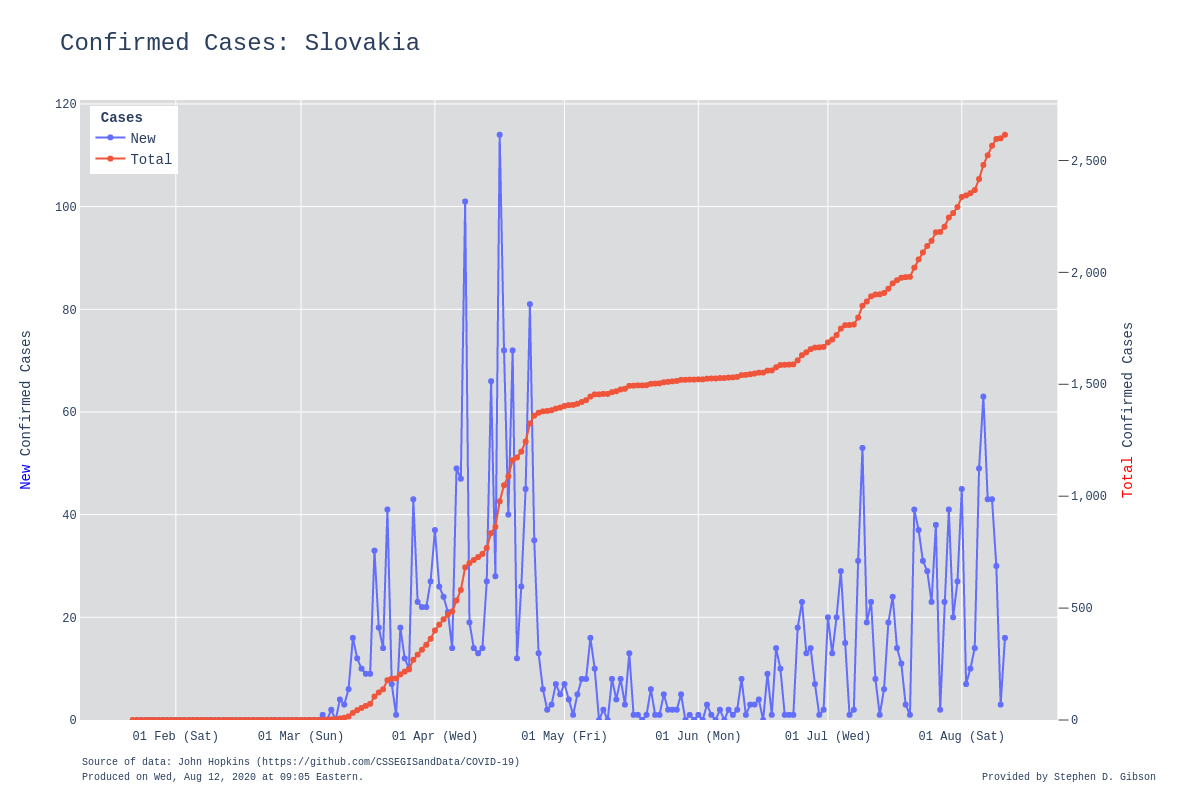 Confirmed Cases: Slovakia
Cases
New
Total
120
100
80
60
40
20
0
New Confirmed Cases
2,500
2,000
1,500
1,000
500
0
Total Confirmed Cases
01 Feb (Sat)
01 Mar (Sun)
01 Apr (Wed)
01 May (Fri)
01 Jun (Mon)
01 Jul (Wed)
01 Aug (Sat)
Source of data: John Hopkins (https://github.com/CSSEGISandData/COVID-19)
Produced on Wed, Aug 12, 2020 at 09:05 Eastern.
Provided by Stephen D. Gibson